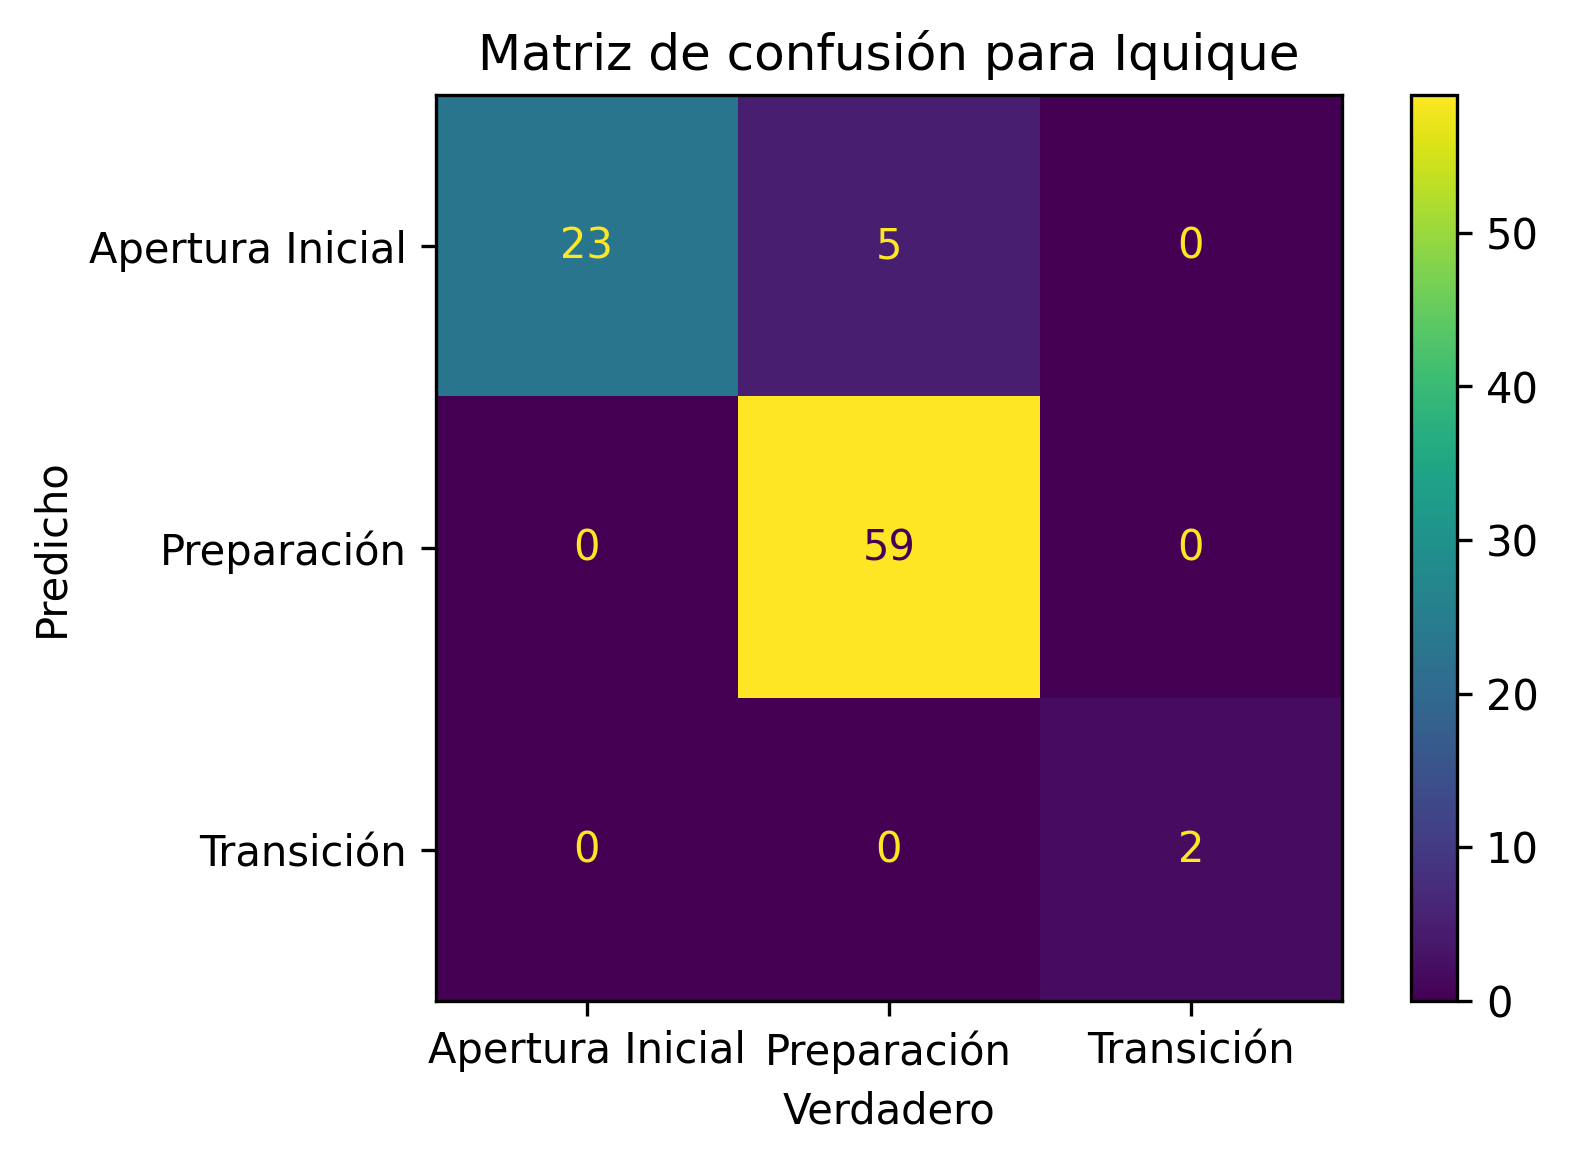 Matriz de confusión para Iquique
Predicho
Apertura Inicial
23 5 0
Preparación
0 59 0
Transición
0 0 2
Apertura Inicial Preparación Transición
Verdadero
50
40
30
20
10
0